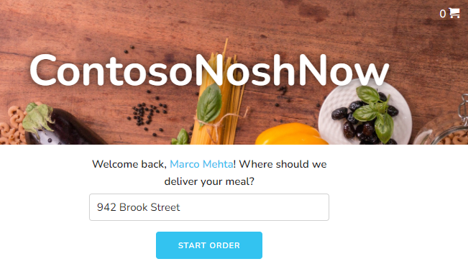 0
ContosoNoshNow
Welcome back, Marco Mehta! Where should we
deliver your meal?
942 Brook Street
START ORDER